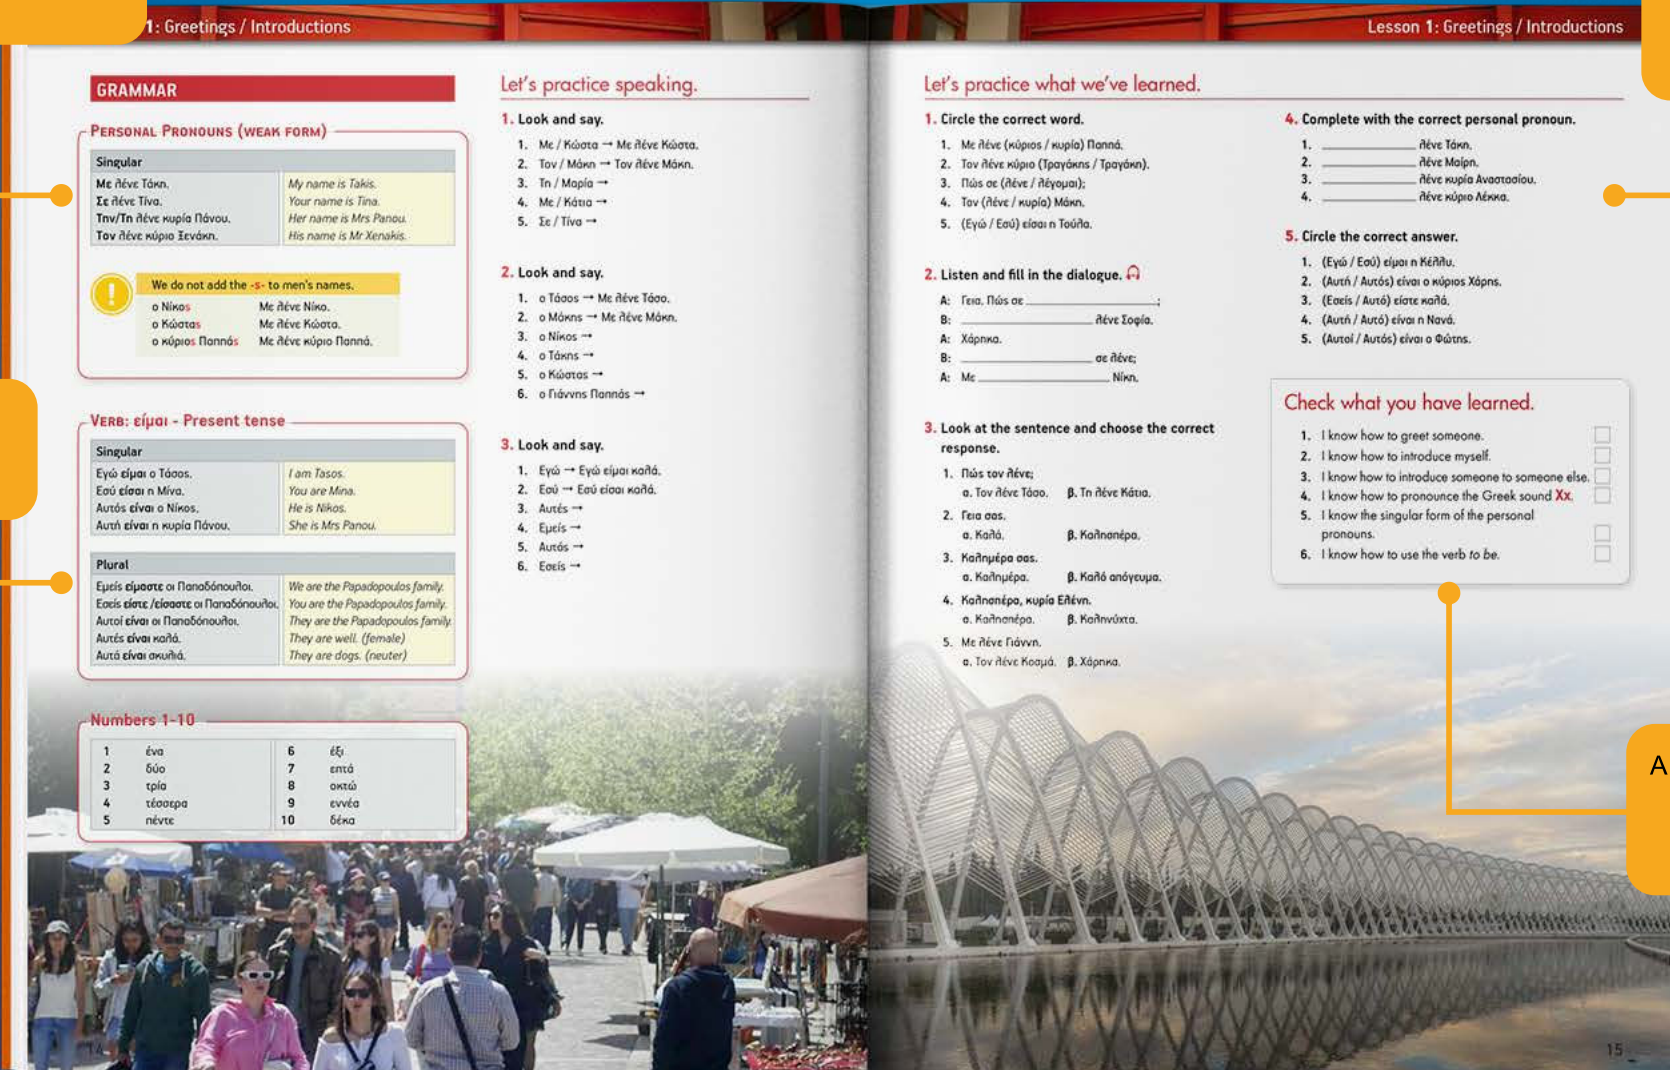 1: Greetings / Introductions
GRAMMAR
PERSONAL PRONOUNS (WEAK FORM)
Singular
Με λένε Τάκη. My name is Takis.
Σε λένε Τίνα. Your name is Tina.
Την/Τη λένε κυρία Πάνου. Her name is Mrs Panou.
Τον λένε κύριο Ξενάκη. His name is Mr Xenakis.
!
We do not add the -s- to men's names.
ο Νίκος Με λένε Νίκο.
ο Κώστας Με λένε Κώστα.
ο κύριος Παππάς Με λένε κύριο Παππά.
VERB: είμαι - Present tense
Singular
Εγώ είμαι ο Τάσος. I am Tasos.
Εσύ είσαι η Μίνα. You are Mina.
Αυτός είναι ο Νίκος. He is Nikos.
Αυτή είναι η κυρία Πάνου. She is Mrs Panou.
Plural
Εμείς είμαστε οι Παπαδόπουλοι. We are the Papadopoulos family.
Εσείς είστε /είσαστε οι Παπαδόπουλοι. You are the Papadopoulos family.
Αυτοί είναι οι Παπαδόπουλοι. They are the Papadopoulos family.
Αυτές είναι καλά. They are well. (female)
Αυτά είναι σκυλιά. They are dogs. (neuter)
Numbers 1-10
1 ένα 6 έξι
2 δύο 7 επτά
3 τρία 8 οκτώ
4 τέσσερα 9 εννέα
5 πέντε 10 δέκα
Let's practice speaking.
1. Look and say.
1. Με / Κώστα → Με λένε Κώστα.
2. Τον / Μάκη → Τον λένε Μάκη.
3. Τη / Μαρία →
4. Με / Κάτια →
5. Σε / Τίνα →
2. Look and say.
1. ο Τάσος → Με λένε Τάσο.
2. ο Μάκης → Με λένε Μάκη.
3. ο Νίκος →
4. ο Τάκης →
5. ο Κώστας →
6. ο Γιάννης Παππάς →
3. Look and say.
1. Εγώ → Εγώ είμαι καλά.
2. Εσύ → Εσύ είσαι καλά.
3. Αυτές →
4. Εμείς →
5. Αυτός →
6. Εσείς →
14
Lesson 1: Greetings / Introductions
Let's practice what we've learned.
1. Circle the correct word.
1. Με λένε (κύριος / κυρία) Παππά.
2. Τον λένε κύριο (Τραγάκης / Τραγάκη).
3. Πώς σε (λένε / λέγομαι);
4. Τον (λένε / κυρία) Μάκη.
5. (Εγώ / Εσύ) είσαι η Τούλα.
2. Listen and fill in the dialogue.
A: Γεια. Πώς σε ;
B: λένε Σοφία.
A: Χάρηκα.
B: σε λένε;
A: Με Νίκη.
3. Look at the sentence and choose the correct
response.
1. Πώς τον λένε;
α. Τον λένε Τάσο. β. Τη λένε Κάτια.
2. Γεια σας.
α. Καλά. β. Καλησπέρα.
3. Καλημέρα σας.
α. Καλημέρα. β. Καλό απόγευμα.
4. Καλησπέρα, κυρία Ελένη.
α. Καλησπέρα. β. Καληνύχτα.
5. Με λένε Γιάννη.
α. Τον λένε Κοσμά. β. Χάρηκα.
4. Complete with the correct personal pronoun.
1. λένε Τάκη.
2. λένε Μαίρη.
3. λένε κυρία Αναστασίου.
4. λένε κύριο Λέκκα.
5. Circle the correct answer.
1. (Εγώ / Εσύ) είμαι η Κέλλυ.
2. (Αυτή / Αυτός) είναι ο κύριος Χάρης.
3. (Εσείς / Αυτό) είστε καλά.
4. (Αυτή / Αυτό) είναι η Νανά.
5. (Αυτοί / Αυτός) είναι ο Φώτης.
Check what you have learned.
1. I know how to greet someone.
2. I know how to introduce myself.
3. I know how to introduce someone to someone else.
4. I know how to pronounce the Greek sound Χχ.
5. I know the singular form of the personal
pronouns.
6. I know how to use the verb to be.
A
15